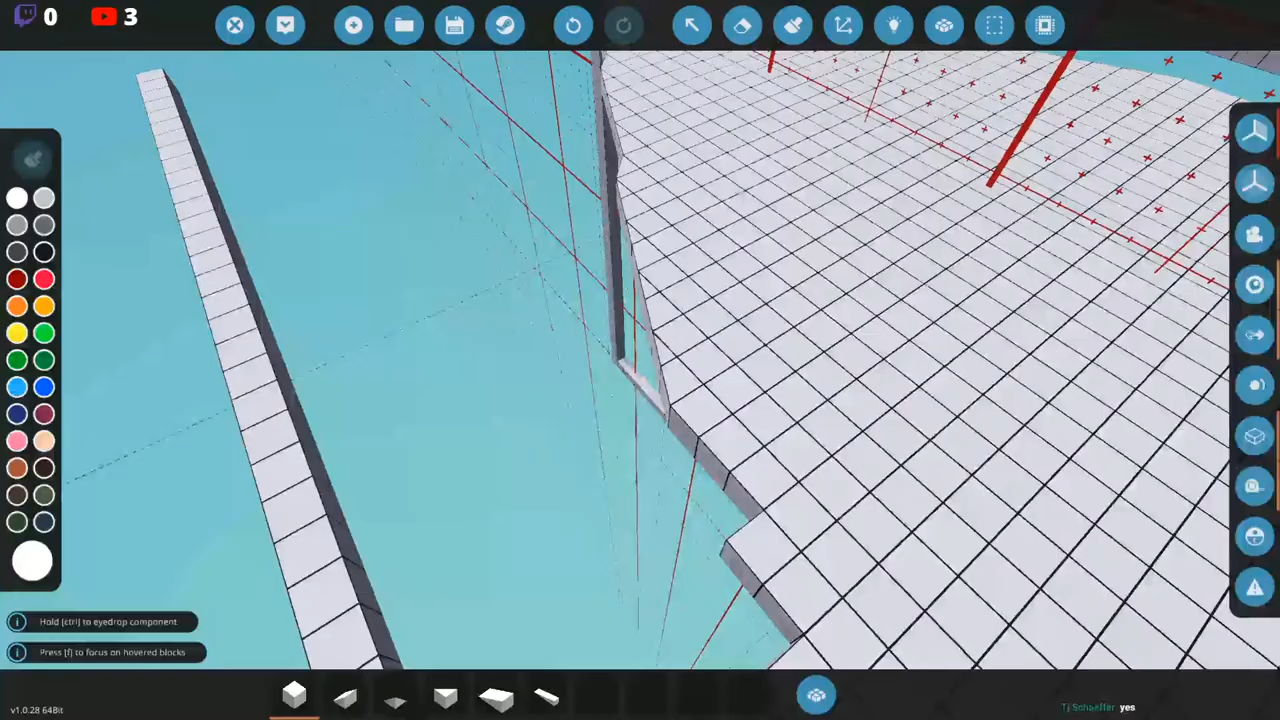 0
3
Hold [ctrl] to eyedrop component
Press [f] to focus on hovered blocks
v1.0.28 64Bit
Tj Schaeffer yes